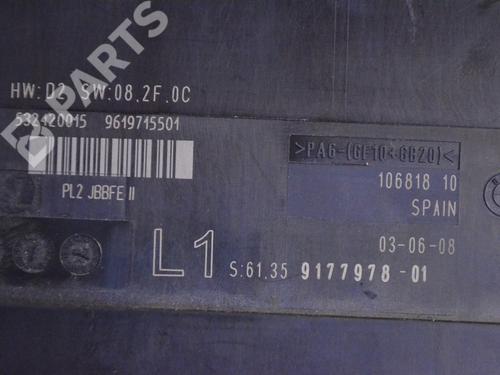 B-PARTS
HW:D2 SW:08.2F.0C
532420015 9619715501
>PA6-(GF10+GB20)<
PL2 JBBFE II
106818 10
SPAIN
03-06-08
L1 S:61.35 9177978-01